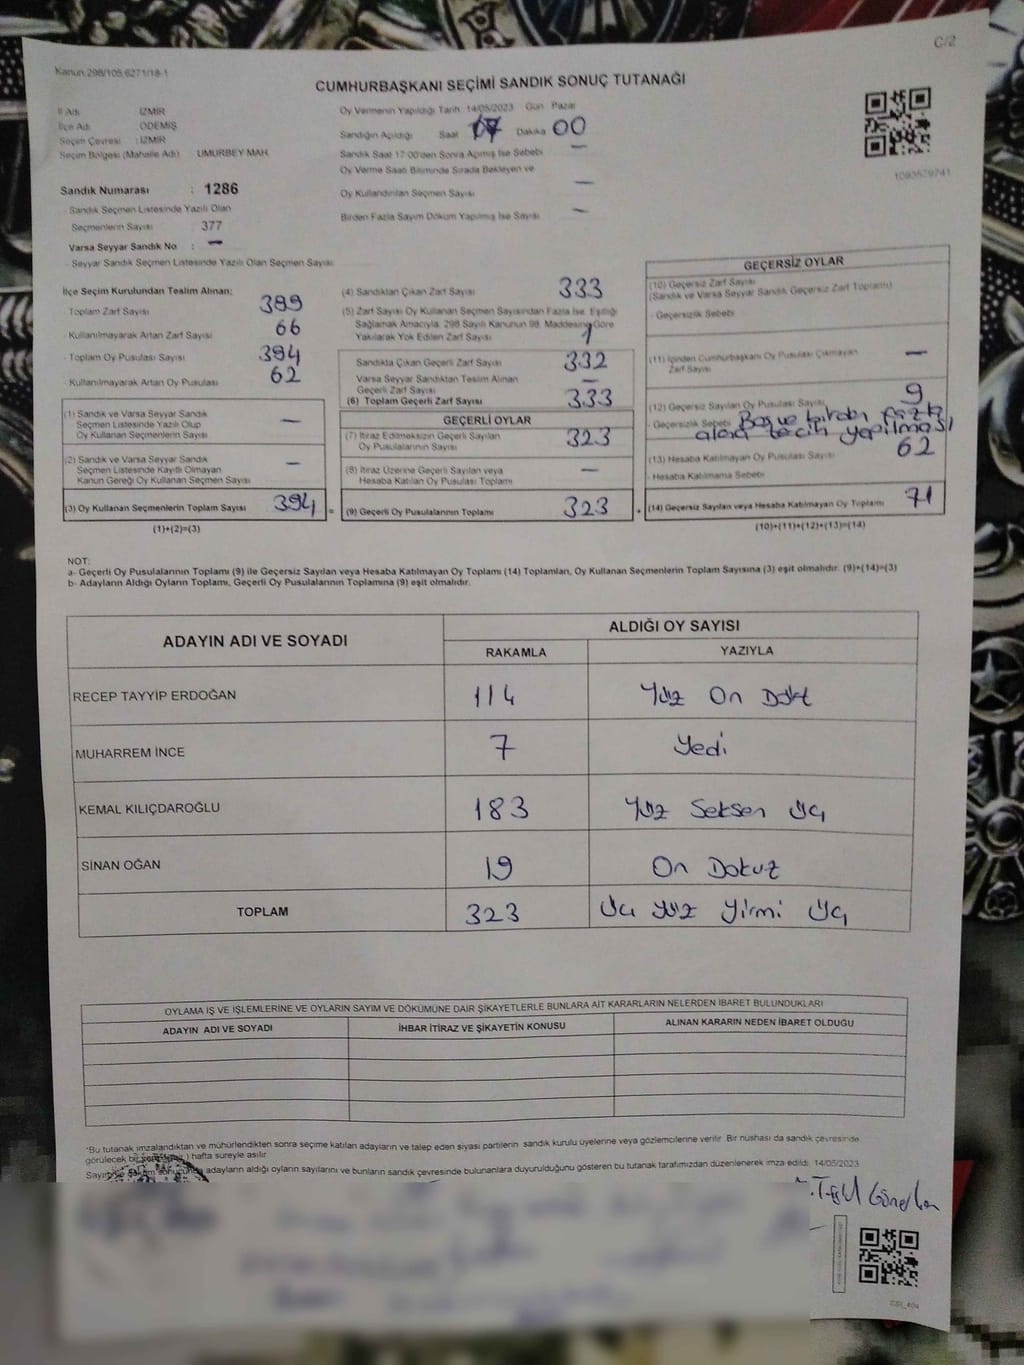 C/2
Kanun 298/105,6271/18-1
CUMHURBAŞKANI SEÇİMİ SANDIK SONUÇ TUTANAĞI
İl Adı : İZMİR
İlçe Adı : ÖDEMİŞ
Seçim Çevresi : İZMİR
Seçim Bölgesi (Mahalle Adı) : UMURBEY MAH.
Sandık Numarası : 1286
Sandık Seçmen Listesinde Yazılı Olan
Seçmenlerin Sayısı 377
Varsa Seyyar Sandık No : —
Seyyar Sandık Seçmen Listesinde Yazılı Olan Seçmen Sayısı
Oy Vermenin Yapıldığı Tarih 14/05/2023 Gün Pazar
Sandığın Açıldığı Saat 17 Dakika 00
Sandık Saat 17:00'den Sonra Açımış İse Sebebi —
Oy Verme Saati Bitiminde Sırada Bekleyen ve
Oy Kullandırılan Seçmen Sayısı —
Birden Fazla Sayım Döküm Yapılmış İse Sayısı —
1093579741
İlçe Seçim Kurulundan Teslim Alınan;
Toplam Zarf Sayısı 399
Kullanılmayarak Artan Zarf Sayısı 66
Toplam Oy Pusulası Sayısı 394
Kullanılmayarak Artan Oy Pusulası 62
(1) Sandık ve Varsa Seyyar Sandık
Seçmen Listesinde Yazılı Olup
Oy Kullanan Seçmenlerin Sayısı —
(2) Sandık ve Varsa Seyyar Sandık
Seçmen Listesinde Kayıtlı Olmayan
Kanun Gereği Oy Kullanan Seçmen Sayısı —
(3) Oy Kullanan Seçmenlerin Toplam Sayısı 394 =
(1)+(2)=(3)
(4) Sandıktan Çıkan Zarf Sayısı 333
(5) Zarf Sayısı Oy Kullanan Seçmen Sayısından Fazla İse, Eşitliği
Sağlamak Amacıyla, 298 Sayılı Kanunun 98. Maddesine Göre
Yakılarak Yok Edilen Zarf Sayısı 1
Sandıkta Çıkan Geçerli Zarf Sayısı 332
Varsa Seyyar Sandıktan Teslim Alınan
Geçerli Zarf Sayısı —
(6) Toplam Geçerli Zarf Sayısı 333
GEÇERLİ OYLAR
(7) İtiraz Edilmeksizin Geçerli Sayılan
Oy Pusulalarının Sayısı 323
(8) İtiraz Üzerine Geçerli Sayılan veya
Hesaba Katılan Oy Pusulası Toplamı —
(9) Geçerli Oy Pusulalarının Toplamı 323 +
GEÇERSİZ OYLAR
(10) Geçersiz Zarf Sayısı
(Sandık ve Varsa Seyyar Sandık Geçersiz Zarf Toplamı)
- Geçersizlik Sebebi
(11) İçinden Cumhurbaşkanı Oy Pusulası Çıkmayan
Zarf Sayısı —
(12) Geçersiz Sayılan Oy Pusulası Sayısı 9
- Geçersizlik Sebebi Boş ve birden fazla
alana tercih yapılması
(13) Hesaba Katılmayan Oy Pusulası Sayısı 62
- Hesaba Katılmama Sebebi
(14) Geçersiz Sayılan veya Hesaba Katılmayan Oy Toplamı 71
(10)+(11)+(12)+(13)=(14)
NOT:
a- Geçerli Oy Pusulalarının Toplamı (9) ile Geçersiz Sayılan veya Hesaba Katılmayan Oy Toplamı (14) Toplamları, Oy Kullanan Seçmenlerin Toplam Sayısına (3) eşit olmalıdır. (9)+(14)=(3)
b- Adayların Aldığı Oyların Toplamı, Geçerli Oy Pusulalarının Toplamına (9) eşit olmalıdır.
ADAYIN ADI VE SOYADI ALDIĞI OY SAYISI
RAKAMLA YAZIYLA
RECEP TAYYİP ERDOĞAN 114 Yüz On Dört
MUHARREM İNCE 7 Yedi
KEMAL KILIÇDAROĞLU 183 Yüz Seksen Üç
SİNAN OĞAN 19 On Dokuz
TOPLAM 323 Üç Yüz Yirmi Üç
OYLAMA İŞ VE İŞLEMLERİNE VE OYLARIN SAYIM VE DÖKÜMÜNE DAİR ŞİKAYETLERLE BUNLARA AİT KARARLARIN NELERDEN İBARET BULUNDUKLARI
ADAYIN ADI VE SOYADI İHBAR İTİRAZ VE ŞİKAYETİN KONUSU ALINAN KARARIN NEDEN İBARET OLDUĞU
*Bu tutanak imzalandıktan ve mühürlendikten sonra seçime katılan adayların ve talep eden siyasi partilerin sandık kurulu üyelerine veya gözlemcilerine verilir. Bir nushası da sandık çevresinde
görülecek bir ) hafta süreyle asılır.
adayların aldığı oyların sayılarını ve bunların sandık çevresinde bulunanlara duyurulduğunu gösteren bu tutanak tarafımızdan düzenlenerek imza edildi. 14/05/2023